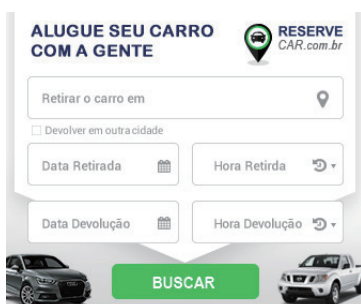 ALUGUE SEU CARRO
COM A GENTE
RESERVE
CAR.com.br
Retirar o carro em
Devolver em outra cidade
Data Retirada
Hora Retirda
Data Devolução
Hora Devolução
BUSCAR